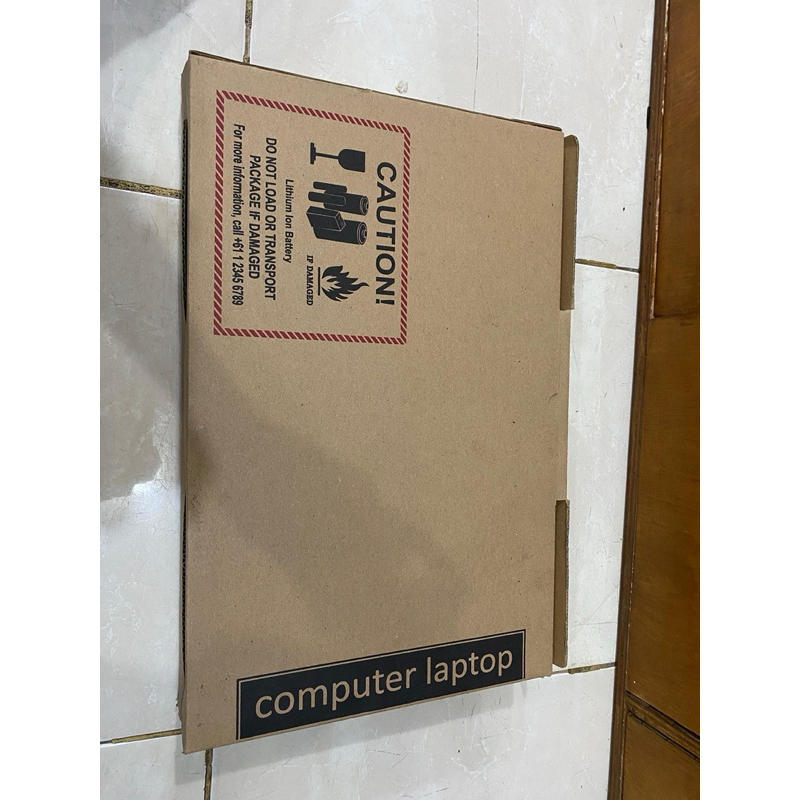 CAUTION!
IF DAMAGED
Lithium Ion Battery
DO NOT LOAD OR TRANSPORT
PACKAGE IF DAMAGED
For more information, call +61 1 2345 6789
computer laptop